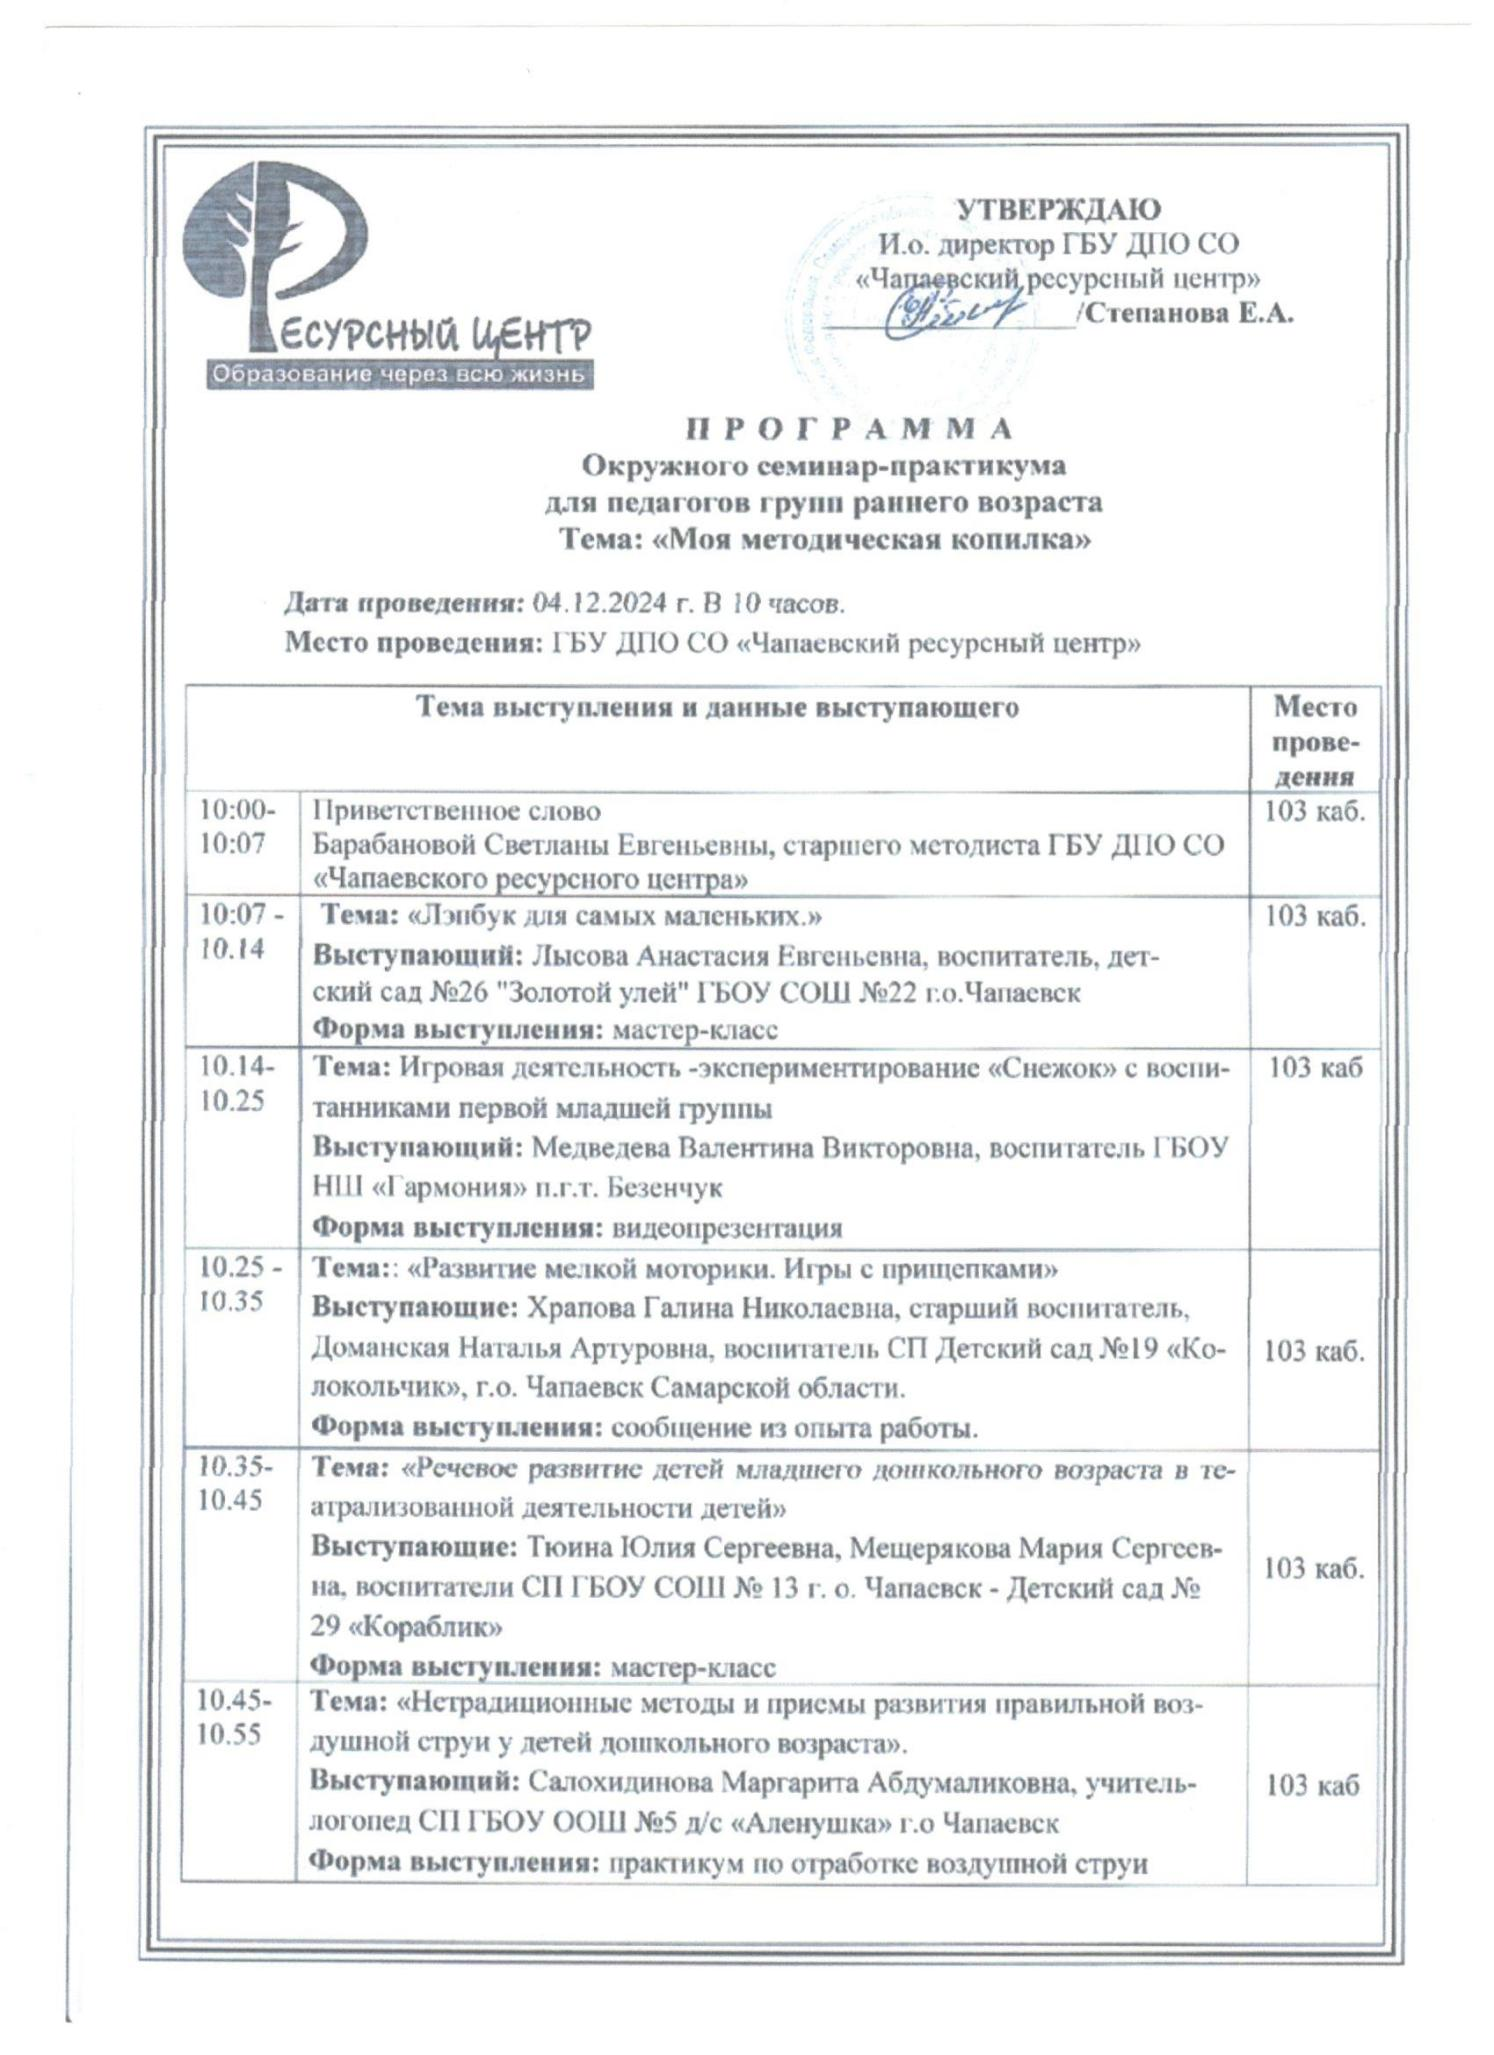 УТВЕРЖДАЮ
И.о. директор ГБУ ДПО СО
«Чапаевский ресурсный центр»
/Степанова Е.А.
ЕСУРСНЫЙ ЦЕНТР
Образование через всю жизнь
П Р О Г Р А М М А
Окружного семинар-практикума
для педагогов групп раннего возраста
Тема: «Моя методическая копилка»
Дата проведения: 04.12.2024 г. В 10 часов.
Место проведения: ГБУ ДПО СО «Чапаевский ресурсный центр»
Тема выступления и данные выступающего
Место
прове-
дения
10:00-
10:07
Приветственное слово
Барабановой Светланы Евгеньевны, старшего методиста ГБУ ДПО СО
«Чапаевского ресурсного центра»
103 каб.
10:07 -
10.14
Тема: «Лэпбук для самых маленьких.»
Выступающий: Лысова Анастасия Евгеньевна, воспитатель, дет-
ский сад №26 "Золотой улей" ГБОУ СОШ №22 г.о.Чапаевск
Форма выступления: мастер-класс
103 каб.
10.14-
10.25
Тема: Игровая деятельность -экспериментирование «Снежок» с воспи-
танниками первой младшей группы
Выступающий: Медведева Валентина Викторовна, воспитатель ГБОУ
НШ «Гармония» п.г.т. Безенчук
Форма выступления: видеопрезентация
103 каб
10.25 -
10.35
Тема:: «Развитие мелкой моторики. Игры с прищепками»
Выступающие: Храпова Галина Николаевна, старший воспитатель,
Доманская Наталья Артуровна, воспитатель СП Детский сад №19 «Ко-
локольчик», г.о. Чапаевск Самарской области.
Форма выступления: сообщение из опыта работы.
103 каб.
10.35-
10.45
Тема: «Речевое развитие детей младшего дошкольного возраста в те-
атрализованной деятельности детей»
Выступающие: Тюина Юлия Сергеевна, Мещерякова Мария Сергеев-
на, воспитатели СП ГБОУ СОШ № 13 г. о. Чапаевск - Детский сад №
29 «Кораблик»
Форма выступления: мастер-класс
103 каб.
10.45-
10.55
Тема: «Нетрадиционные методы и приемы развития правильной воз-
душной струи у детей дошкольного возраста».
Выступающий: Салохидинова Маргарита Абдумаликовна, учитель-
логопед СП ГБОУ ООШ №5 д/с «Аленушка» г.о Чапаевск
Форма выступления: практикум по отработке воздушной струи
103 каб